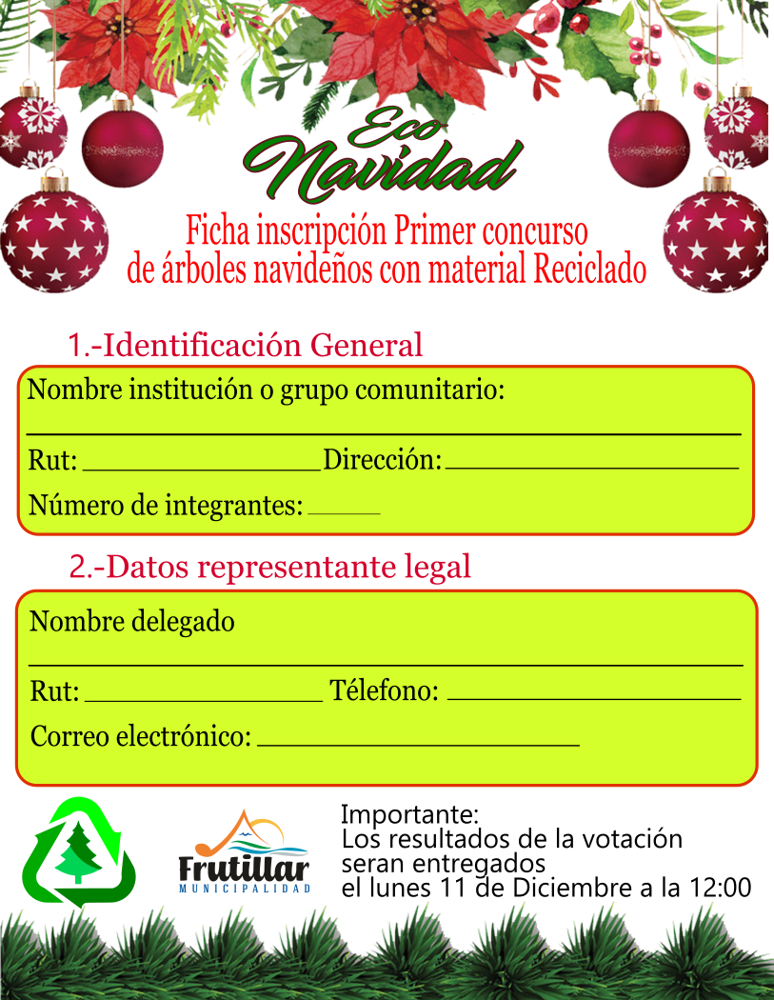 Eco
Navidad
Ficha inscripción Primer concurso
de árboles navideños con material Reciclado
1.-Identificación General
Nombre institución o grupo comunitario:
Rut: Dirección:
Número de integrantes:
2.-Datos representante legal
Nombre delegado
Rut: Télefono:
Correo electrónico:
Frutillar
MUNICIPALIDAD
Importante:
Los resultados de la votación
seran entregados
el lunes 11 de Diciembre a la 12:00